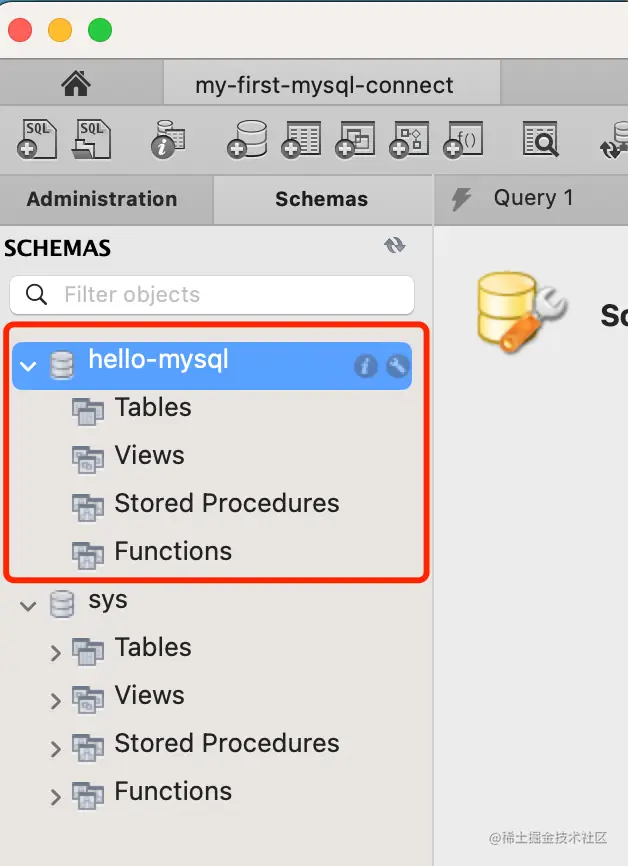 my-first-mysql-connect
SQL
SQL
f()
Administration
Schemas
Query 1
SCHEMAS
Filter objects
hello-mysql
Tables
Views
Stored Procedures
Functions
sys
Tables
Views
Stored Procedures
Functions
@稀土掘金技术社区